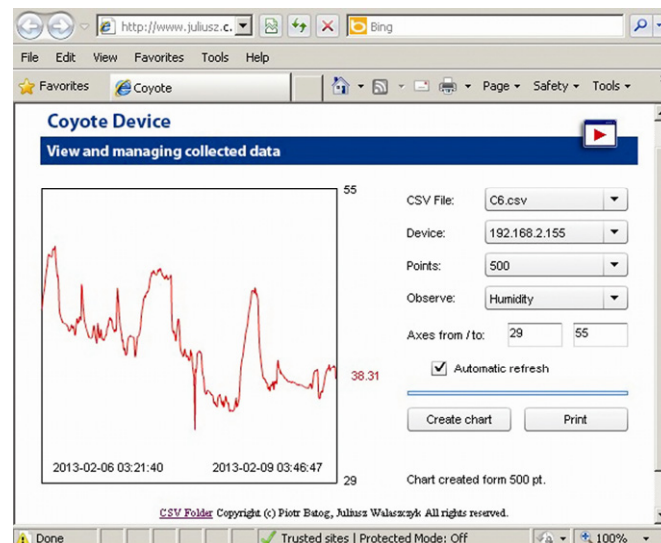 http://www.juliusz.c.
Bing
File Edit View Favorites Tools Help
Favorites Coyote Page Safety Tools
Coyote Device
View and managing collected data
55
CSV File: C6.csv
Device: 192.168.2.155
Points: 500
Observe: Humidity
Axes from /to: 29 55
Automatic refresh
38.31
Create chart Print
2013-02-06 03:21:40 2013-02-09 03:46:47
29
Chart created form 500 pt.
CSV Folder Copyright (c) Piotr Batog, Juliusz Walaszczyk All rights reserved.
Done Trusted sites | Protected Mode: Off 100%